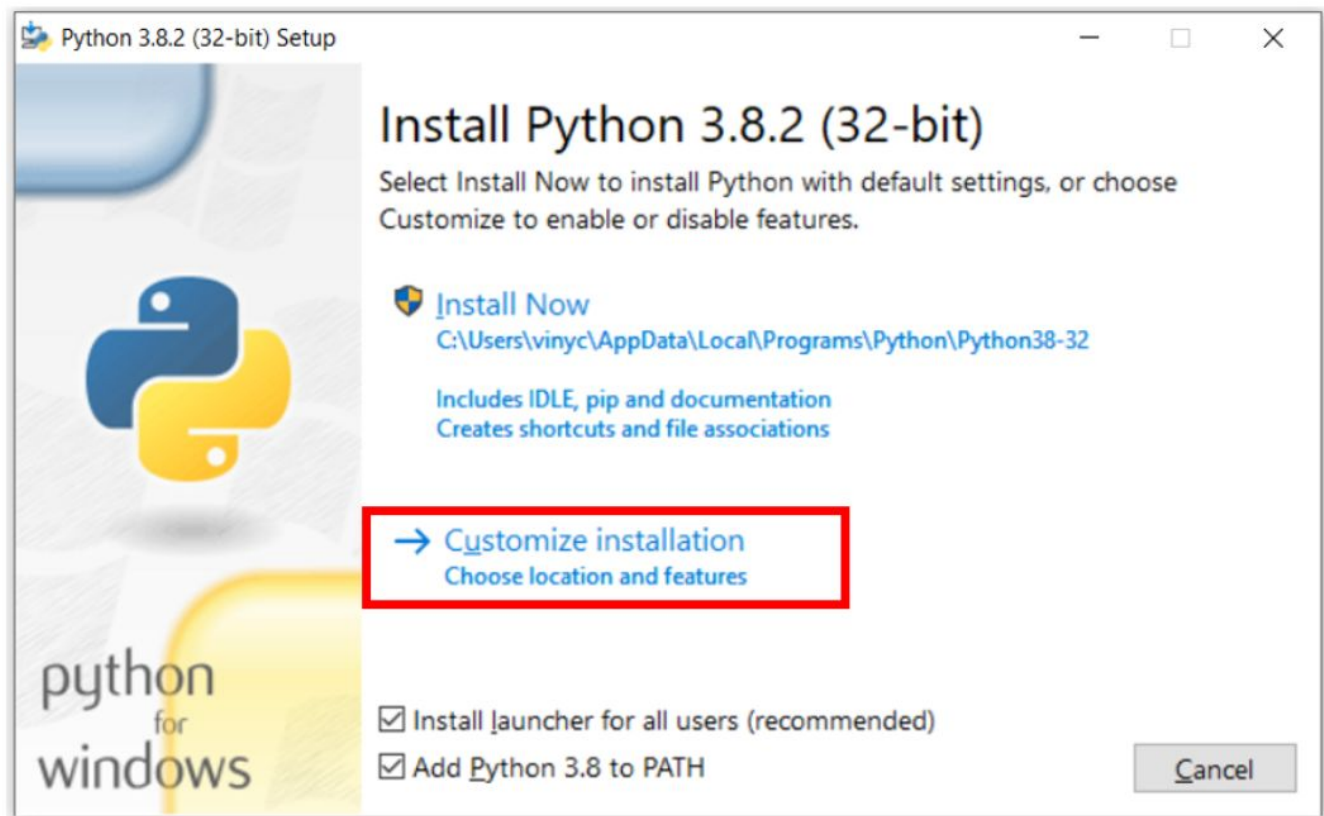 Python 3.8.2 (32-bit) Setup
Install Python 3.8.2 (32-bit)
Select Install Now to install Python with default settings, or choose
Customize to enable or disable features.
Install Now
C:\Users\vinyc\AppData\Local\Programs\Python\Python38-32
Includes IDLE, pip and documentation
Creates shortcuts and file associations
Customize installation
Choose location and features
python
for
windows
Install launcher for all users (recommended)
Add Python 3.8 to PATH
Cancel